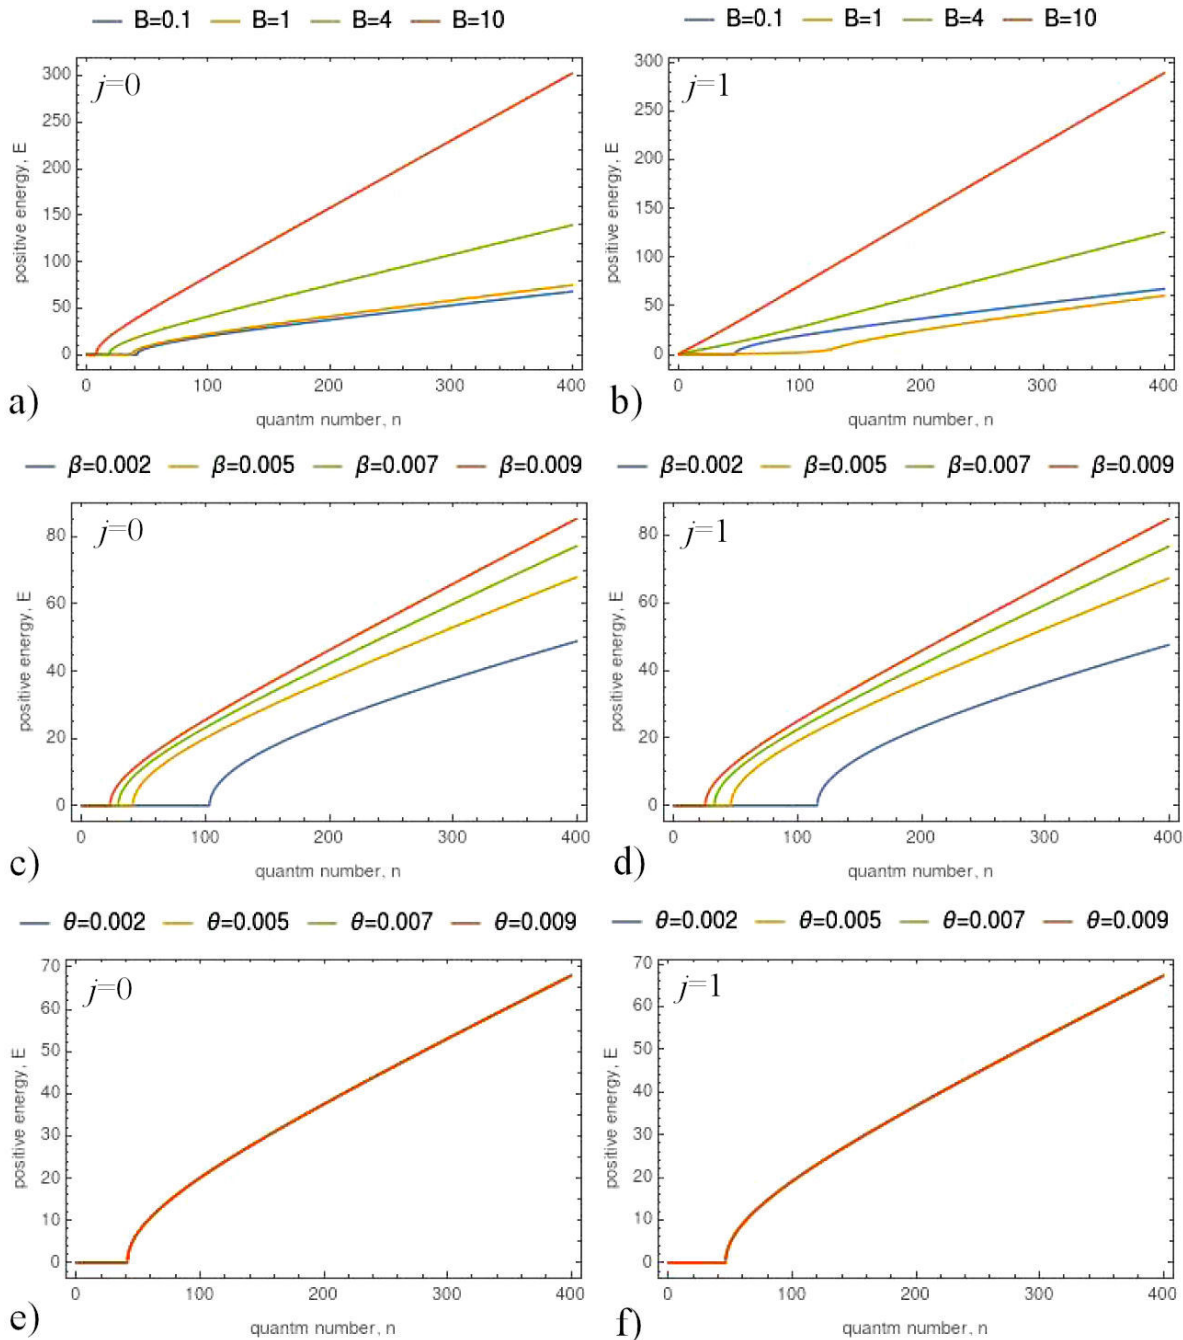 B=0.1 B=1 B=4 B=10
B=0.1 B=1 B=4 B=10
j=0
positive energy, E
300
250
200
150
100
50
0
0 100 200 300 400
quantm number, n
a)
j=1
positive energy, E
300
250
200
150
100
50
0
0 100 200 300 400
quantm number, n
b)
β=0.002 β=0.005 β=0.007 β=0.009
β=0.002 β=0.005 β=0.007 β=0.009
j=0
positive energy, E
80
60
40
20
0
0 100 200 300 400
quantm number, n
c)
j=1
positive energy, E
80
60
40
20
0
0 100 200 300 400
quantm number, n
d)
θ=0.002 θ=0.005 θ=0.007 θ=0.009
θ=0.002 θ=0.005 θ=0.007 θ=0.009
j=0
positive energy, E
70
60
50
40
30
20
10
0
0 100 200 300 400
quantm number, n
e)
j=1
positive energy, E
70
60
50
40
30
20
10
0
0 100 200 300 400
quantm number, n
f)